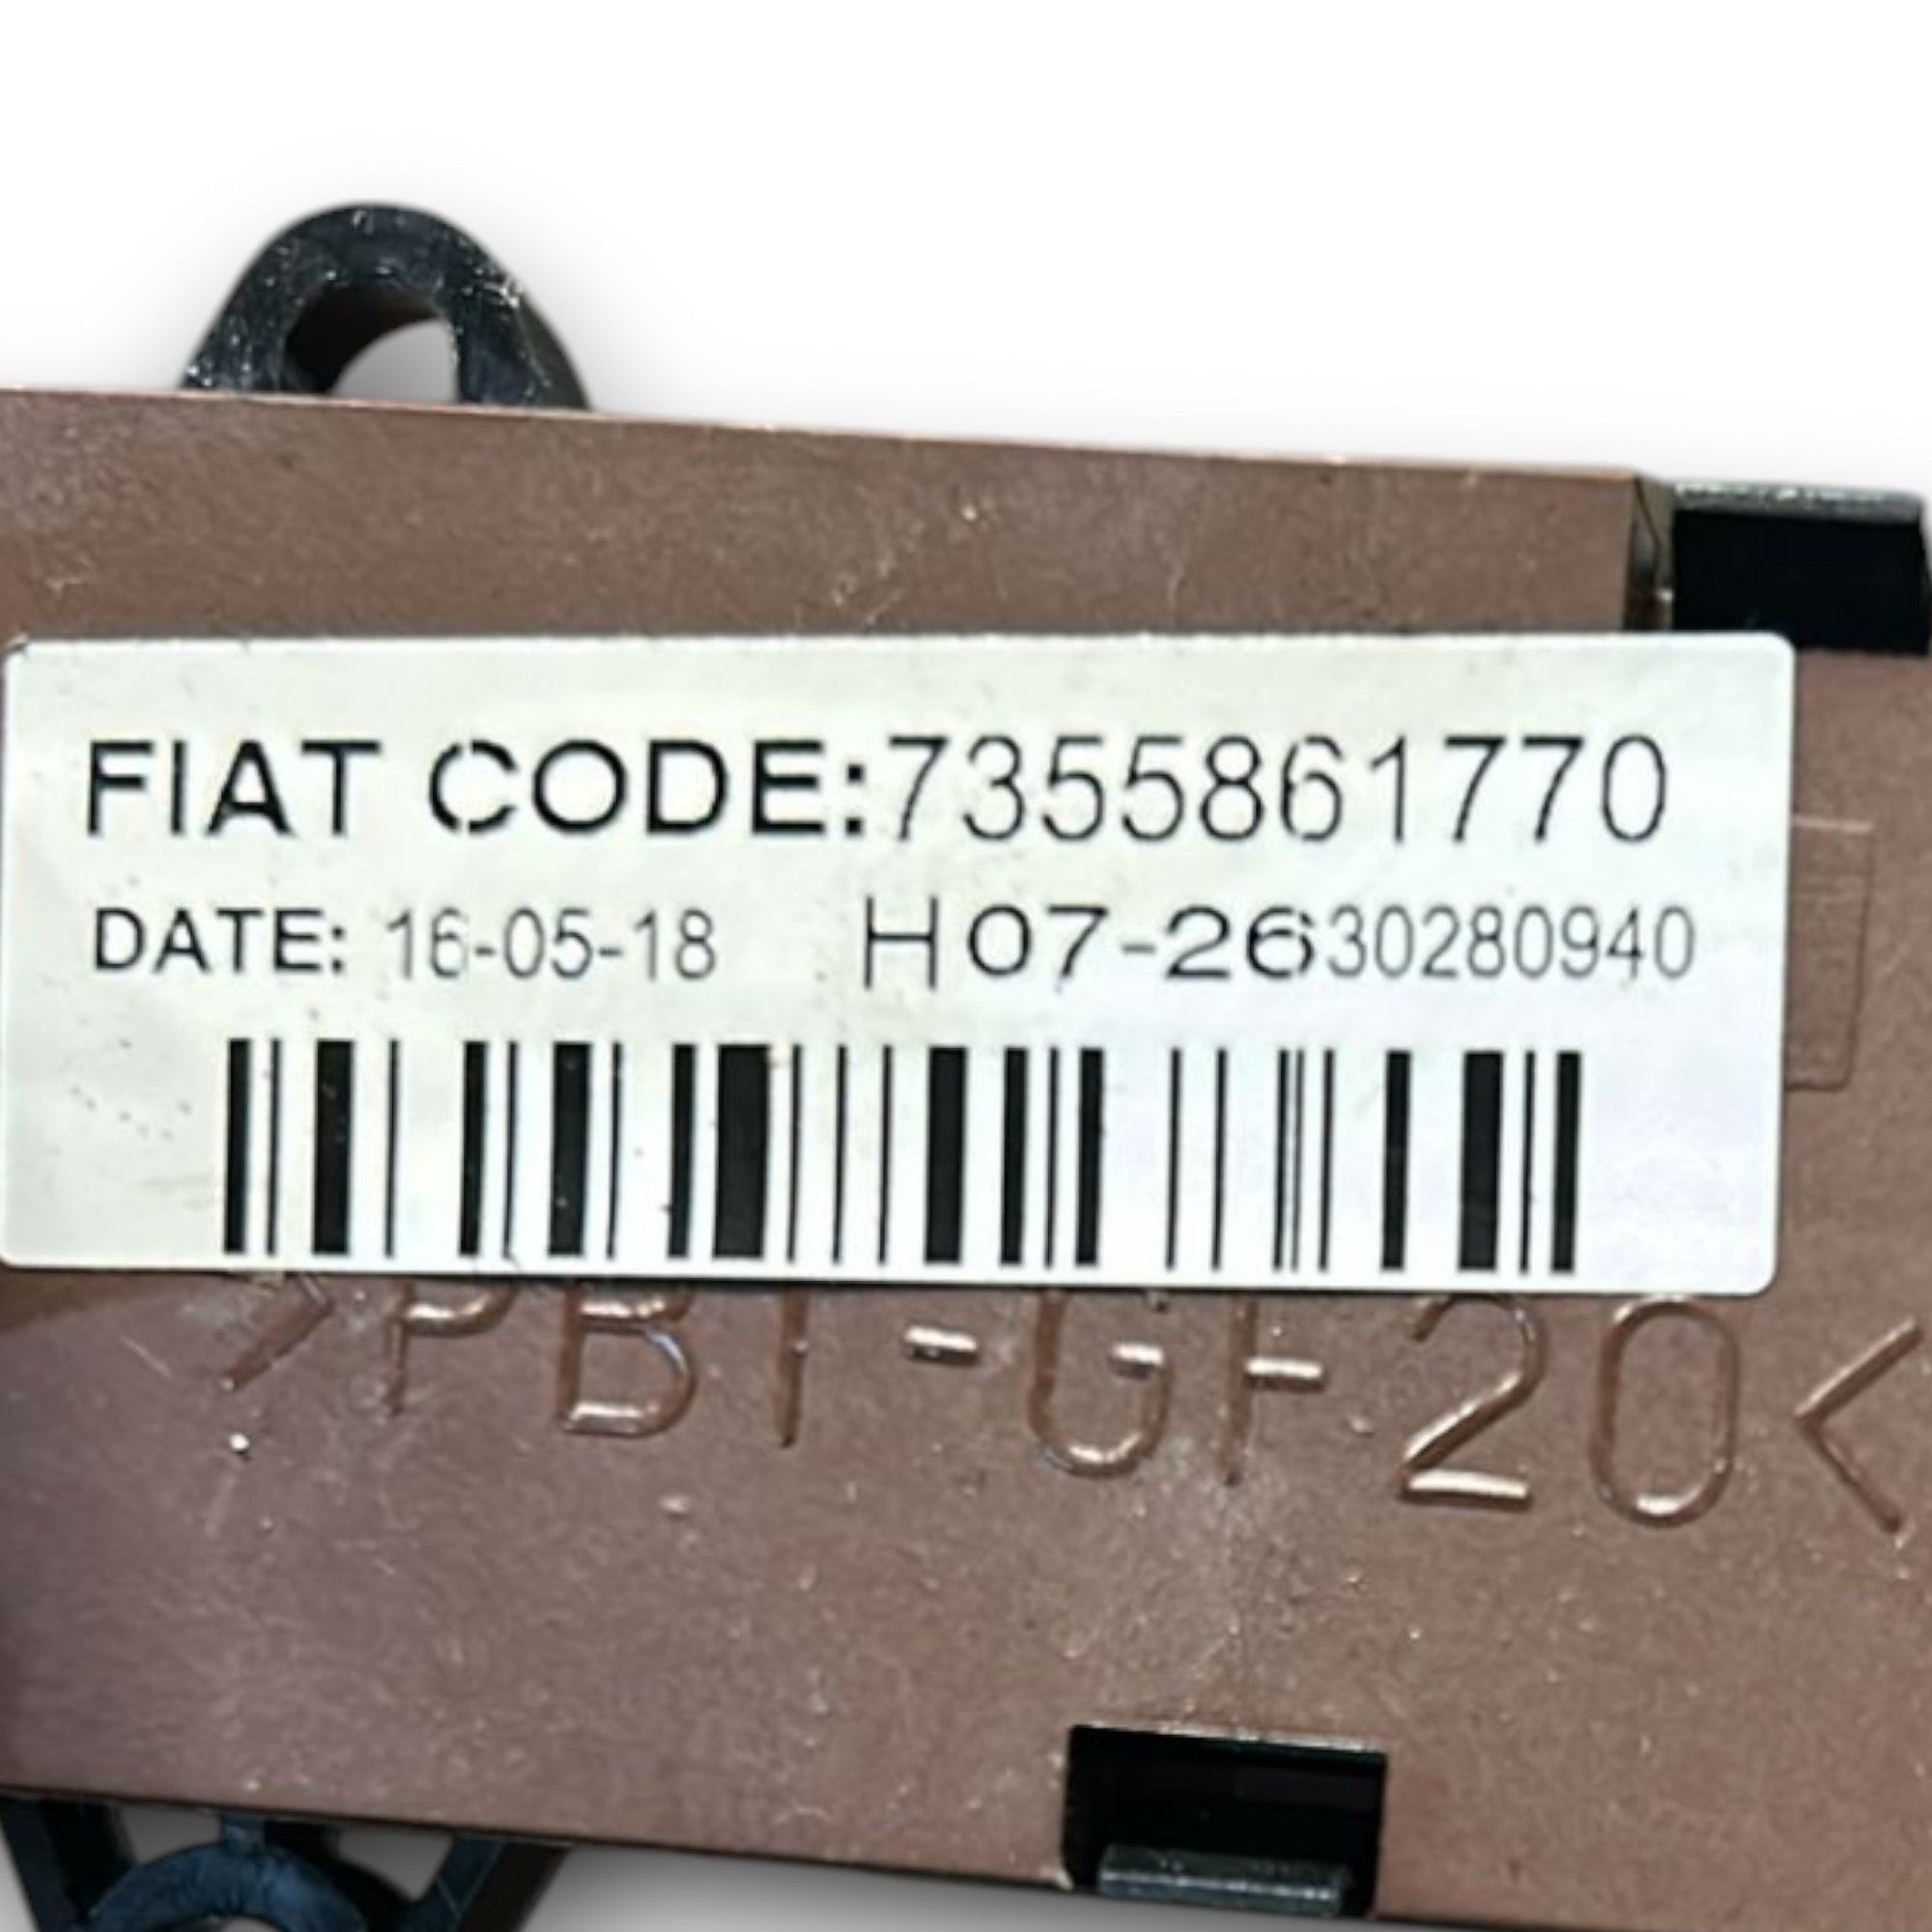 FIAT CODE:7355861770
DATE: 16-05-18 H07-2630280940
>PBT-GF20<